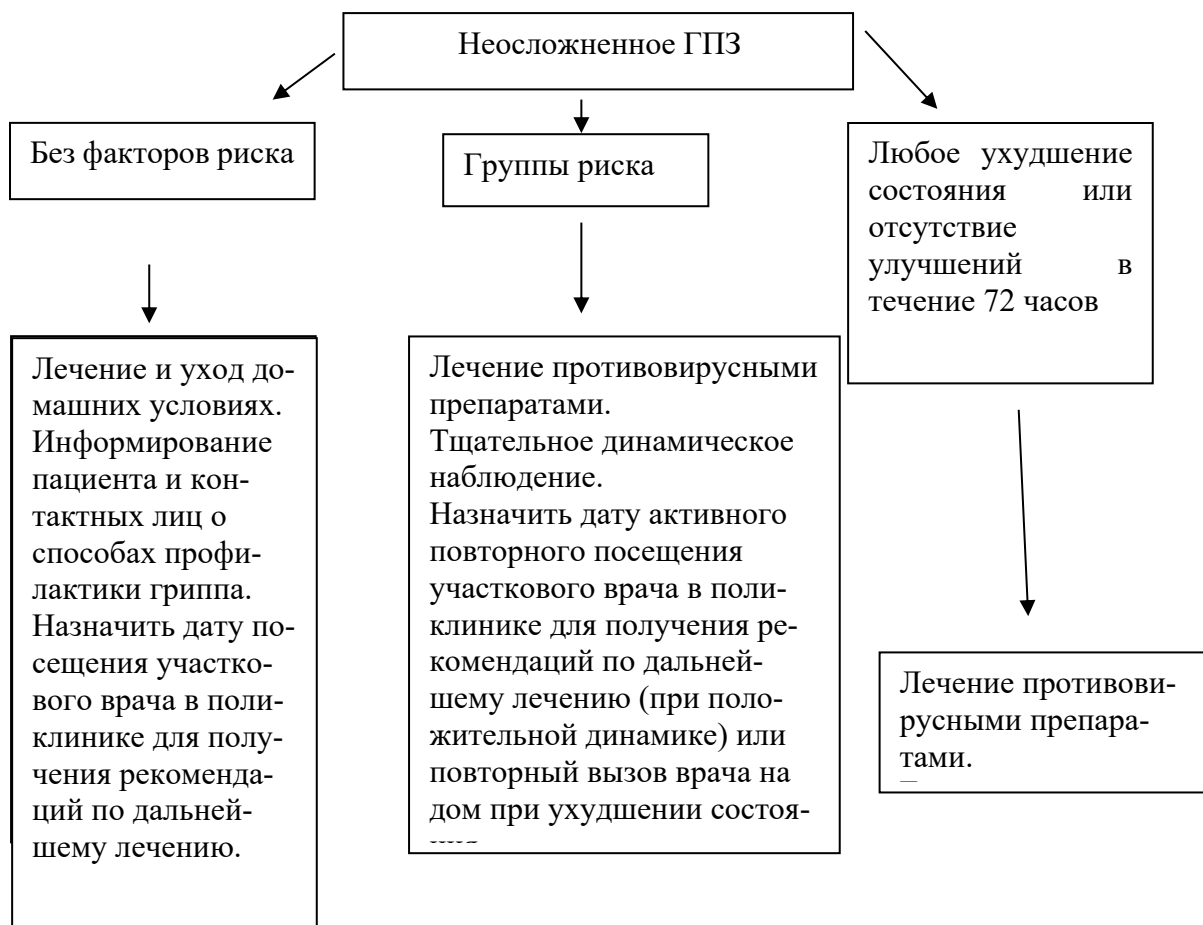 Неосложненное ГПЗ
Без факторов риска
Группы риска
Любое ухудшение
состояния или
отсутствие
улучшений в
течение 72 часов
Лечение и уход до-
машних условиях.
Информирование
пациента и кон-
тактных лиц о
способах профи-
лактики гриппа.
Назначить дату по-
сещения участко-
вого врача в поли-
клинике для полу-
чения рекоменда-
ций по дальней-
шему лечению.
Лечение противовирусными
препаратами.
Тщательное динамическое
наблюдение.
Назначить дату активного
повторного посещения
участкового врача в поли-
клинике для получения ре-
комендаций по дальней-
шему лечению (при поло-
жительной динамике) или
повторный вызов врача на
дом при ухудшении состоя-
Лечение противови-
русными препара-
тами.